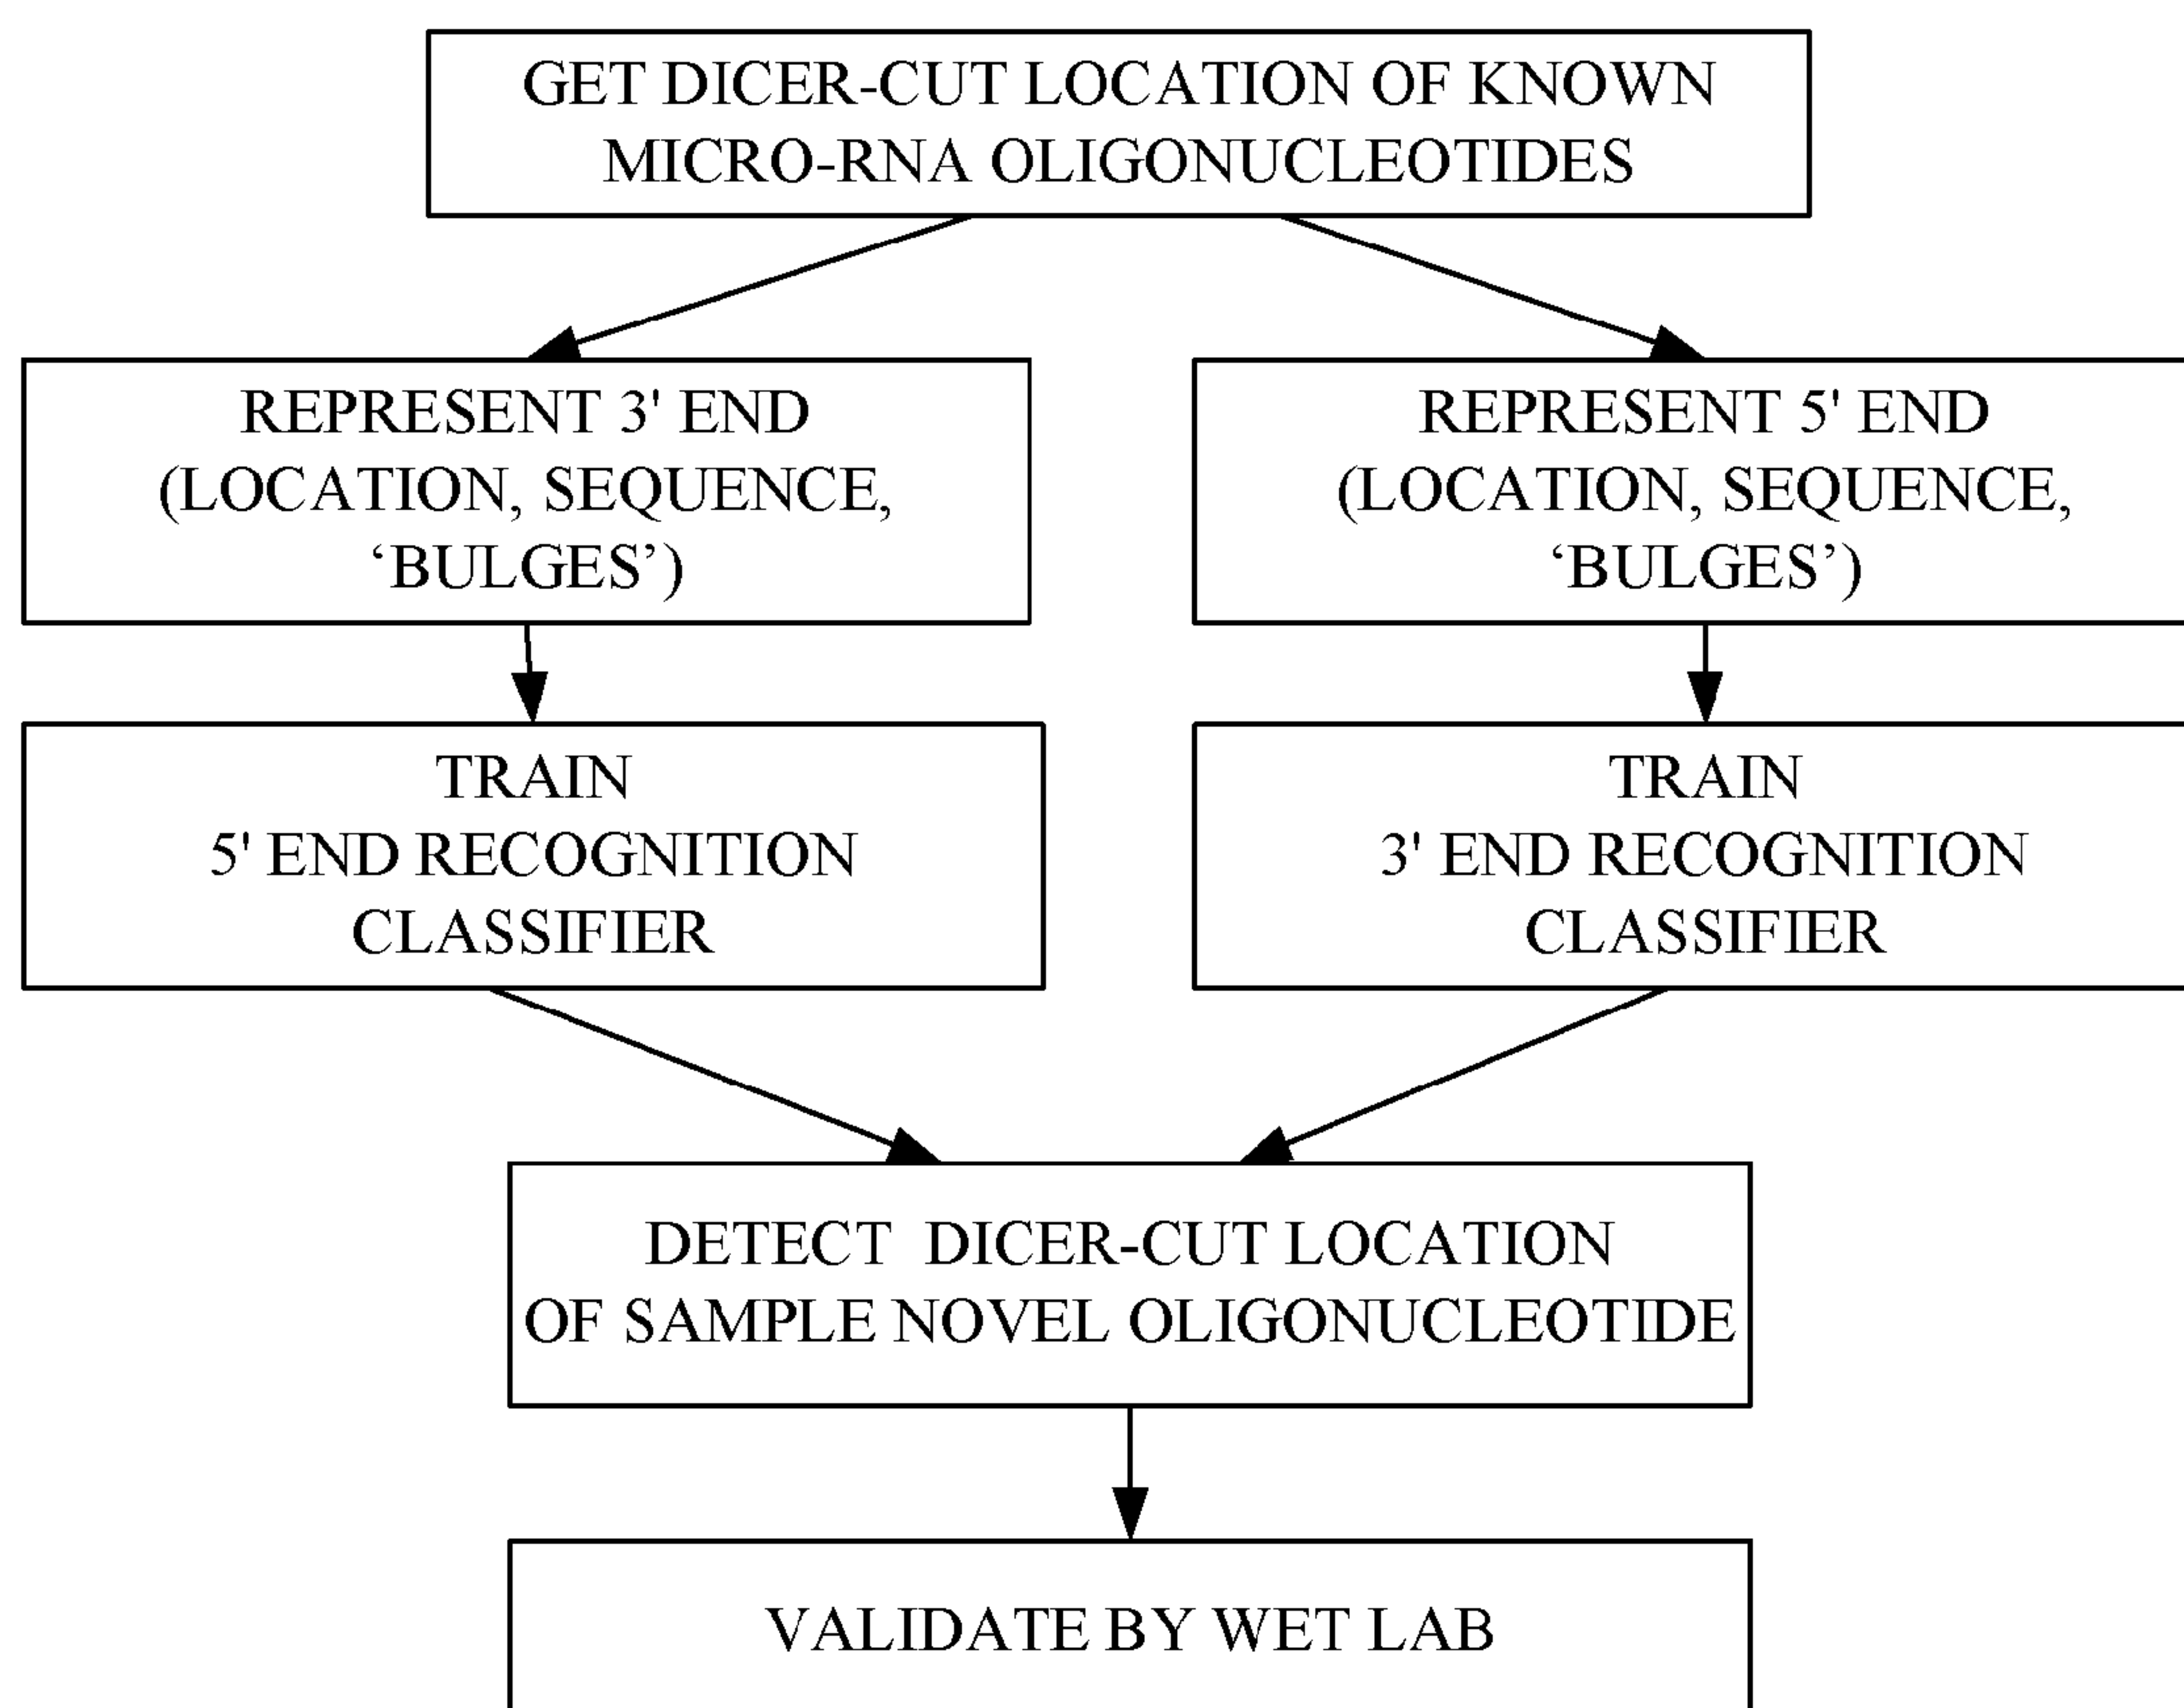 GET DICER-CUT LOCATION OF KNOWN
MICRO-RNA OLIGONUCLEOTIDES
REPRESENT 3' END
(LOCATION, SEQUENCE,
‘BULGES’)
REPRESENT 5' END
(LOCATION, SEQUENCE,
‘BULGES’)
TRAIN
5' END RECOGNITION
CLASSIFIER
TRAIN
3' END RECOGNITION
CLASSIFIER
DETECT DICER-CUT LOCATION
OF SAMPLE NOVEL OLIGONUCLEOTIDE
VALIDATE BY WET LAB